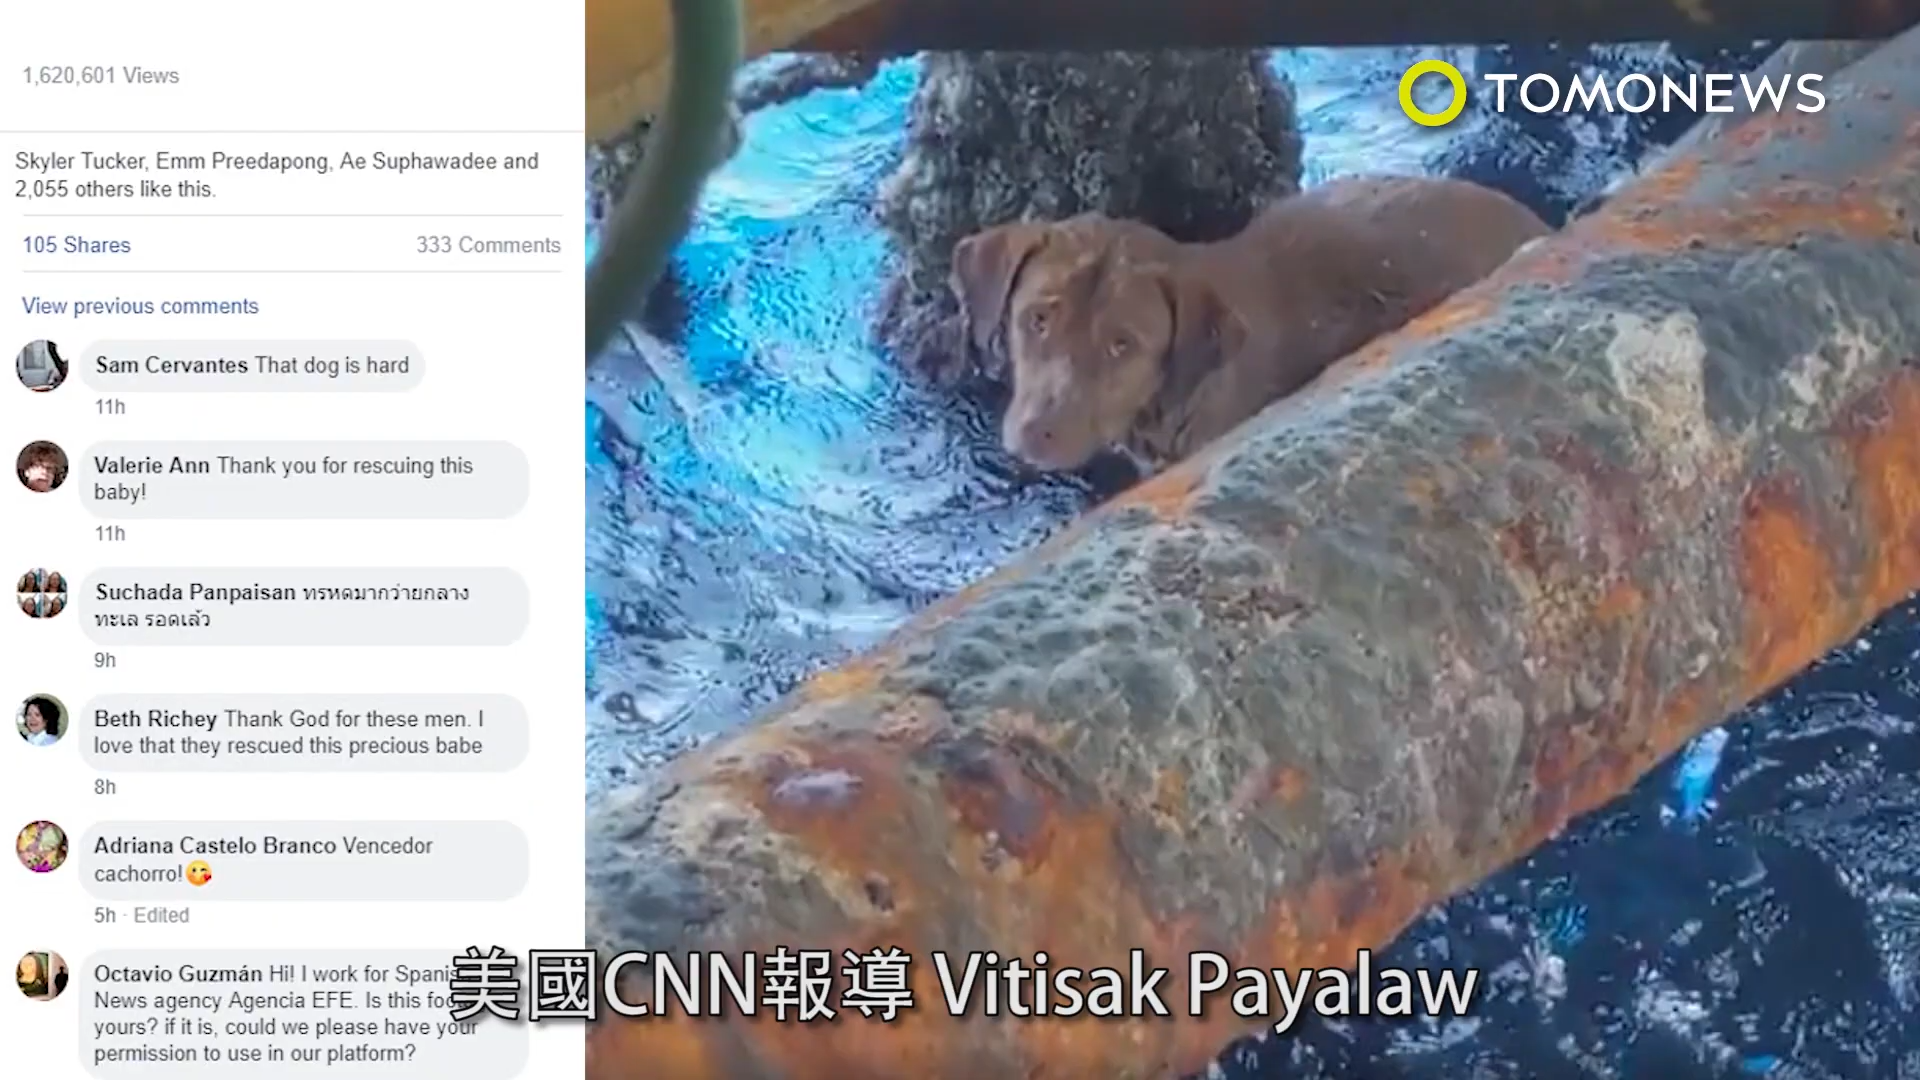 1,620,601 Views
Skyler Tucker, Emm Preedapong, Ae Suphawadee and
2,055 others like this.
105 Shares
333 Comments
View previous comments
Sam Cervantes That dog is hard
11h
Valerie Ann Thank you for rescuing this
baby!
11h
Suchada Panpaisan ทรหดมากว่ายกลาง
ทะเล รอดเล้ว
9h
Beth Richey Thank God for these men. I
love that they rescued this precious babe
8h
Adriana Castelo Branco Vencedor
cachorro!😘
5h · Edited
Octavio Guzmán Hi! I work for Spanis
News agency Agencia EFE. Is this foo
yours? if it is, could we please have your
permission to use in our platform?
TOMONEWS
美國CNN報導 Vitisak Payalaw